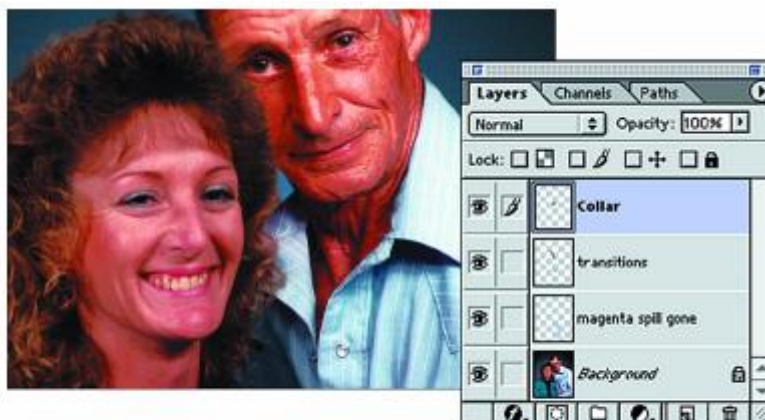 Layers Channels Paths
Normal Opacity: 100%
Lock:
Collar
transitions
magenta spill gone
Background